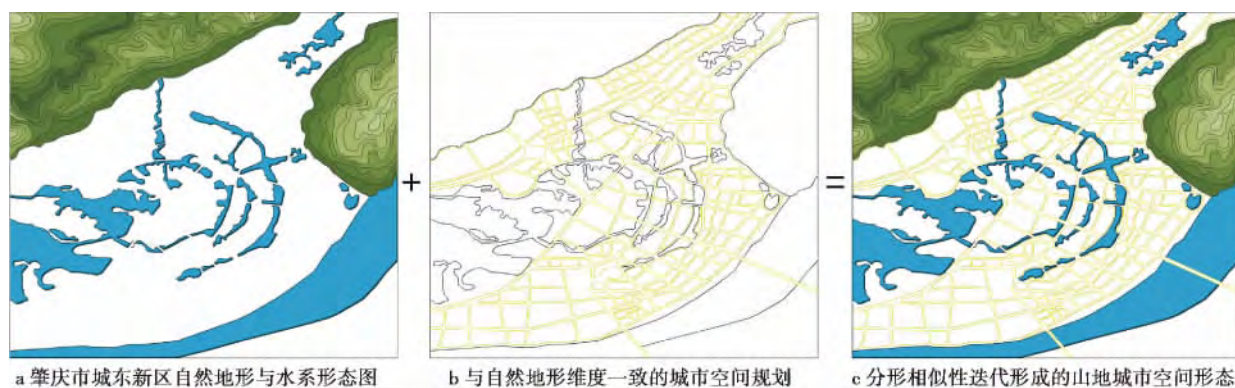 a 肇庆市城东新区自然地形与水系形态图
b 与自然地形维度一致的城市空间规划
c 分形相似性迭代形成的山地城市空间形态